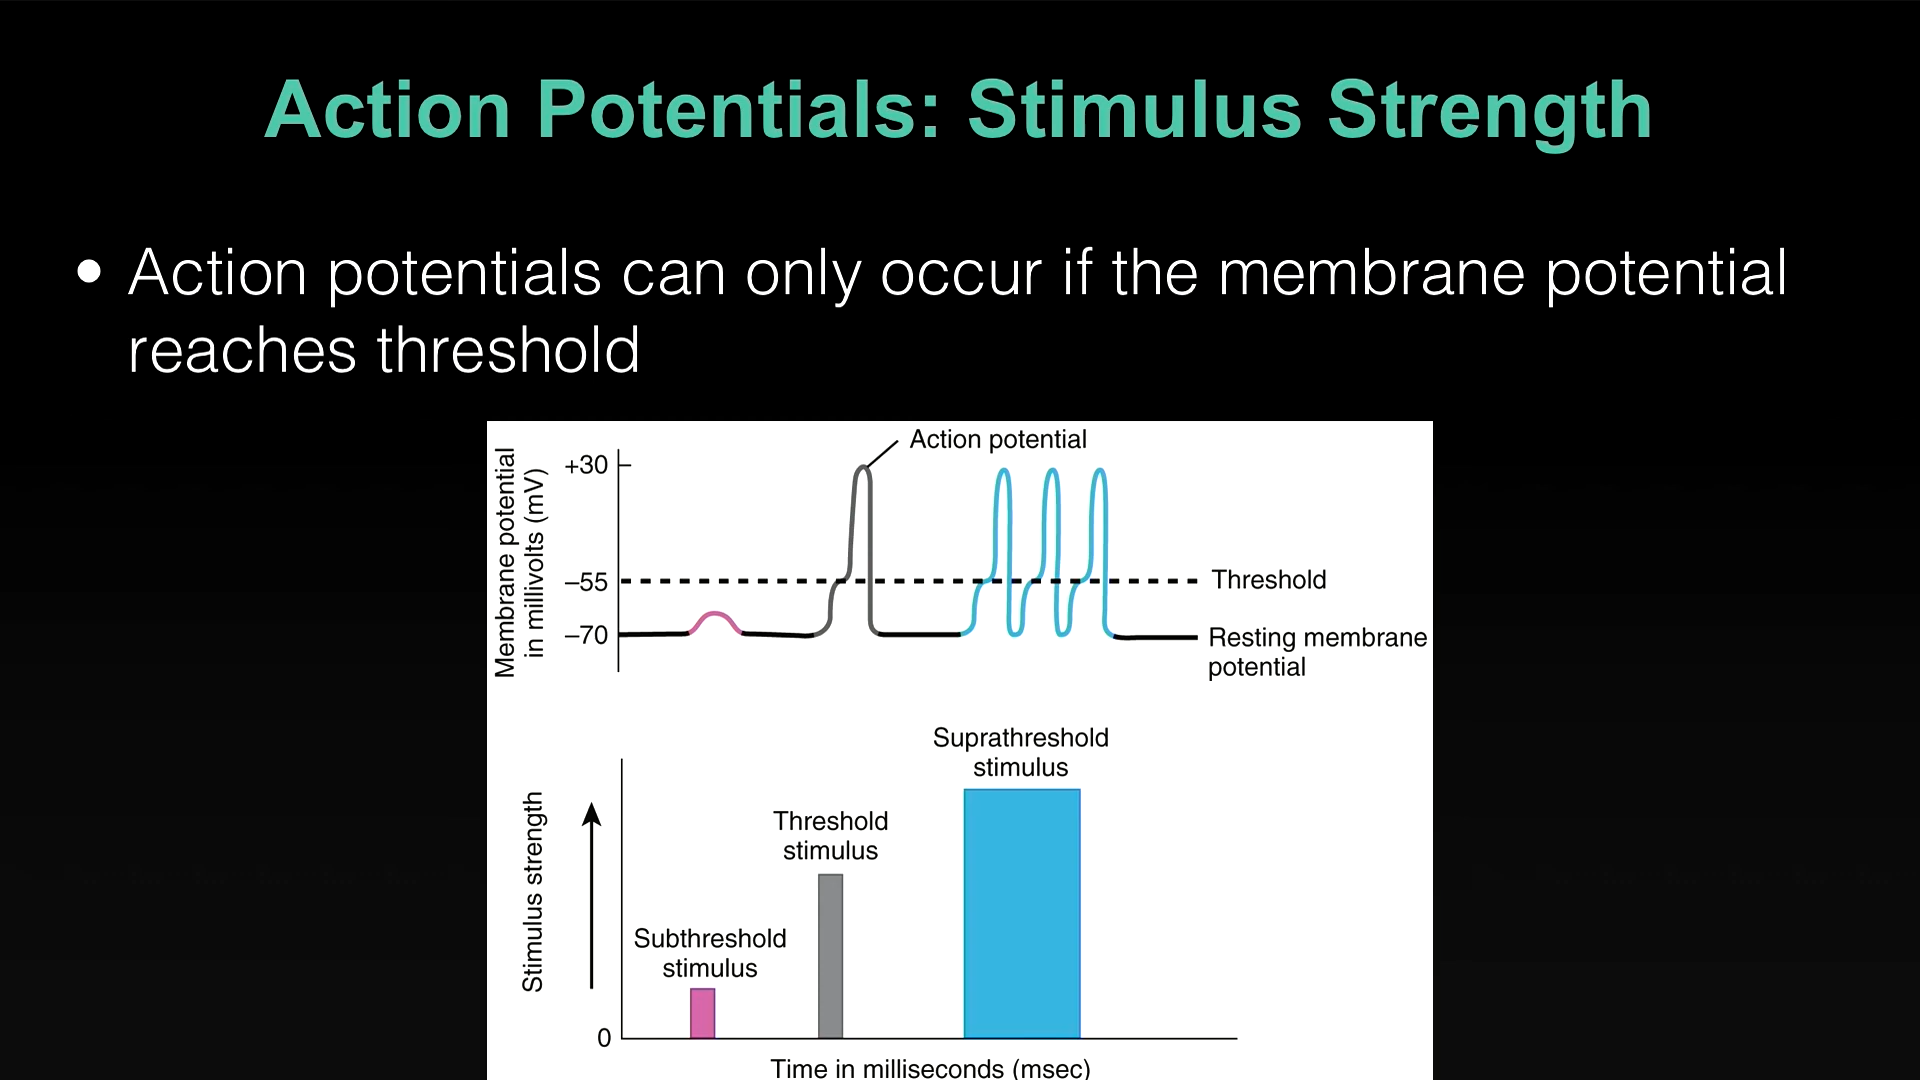 Action Potentials: Stimulus Strength
• Action potentials can only occur if the membrane potential
reaches threshold
Action potential
Membrane potential
in millivolts (mV)
+30
–55
–70
Threshold
Resting membrane
potential
Suprathreshold
stimulus
Threshold
stimulus
Subthreshold
stimulus
Stimulus strength
0
Time in milliseconds (msec)